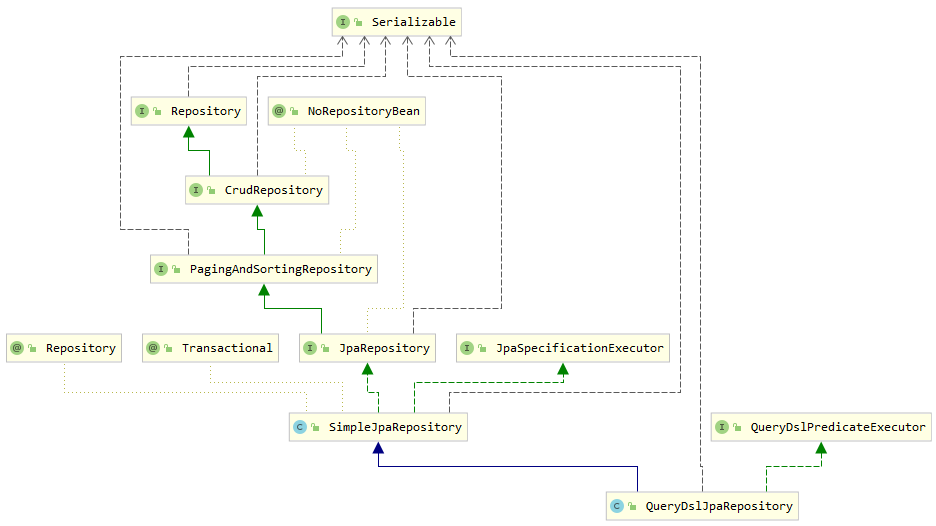 I Serializable
I Repository
@ NoRepositoryBean
I CrudRepository
I PagingAndSortingRepository
@ Repository
@ Transactional
I JpaRepository
I JpaSpecificationExecutor
C SimpleJpaRepository
I QueryDslPredicateExecutor
C QueryDslJpaRepository